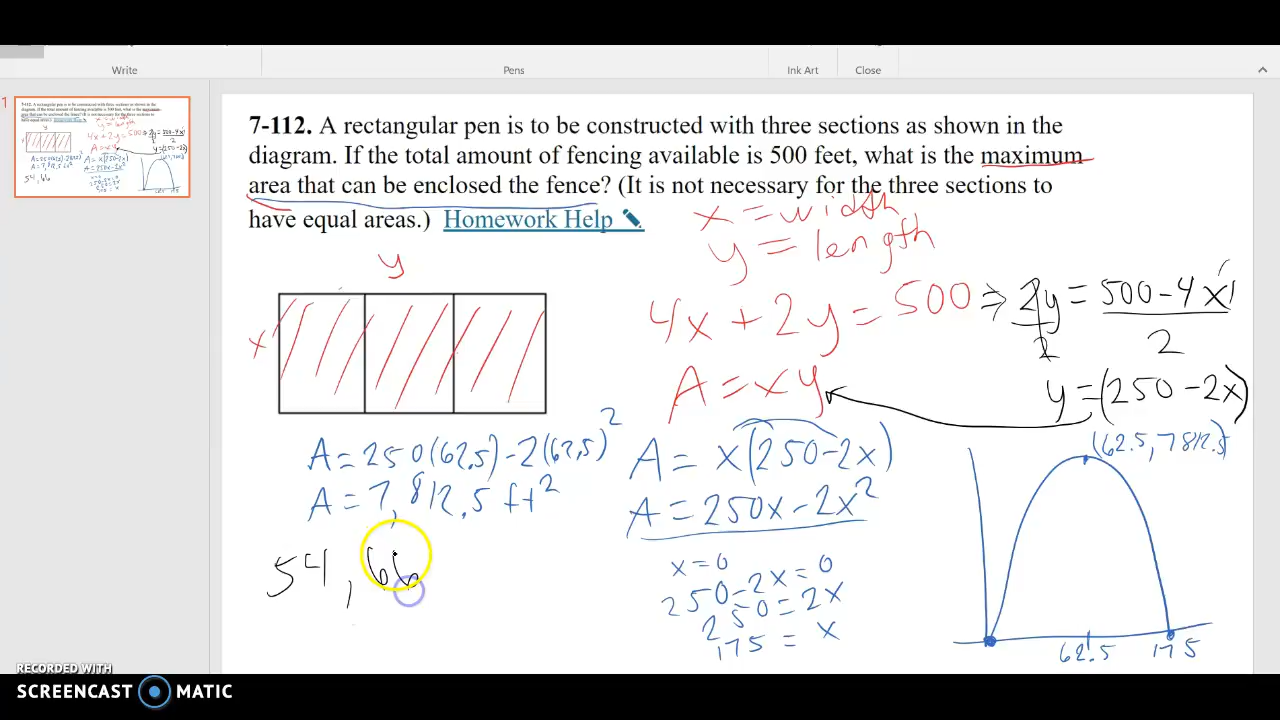 Write
Pens
Ink Art
Close
1
7-112. A rectangular pen is to be constructed with three sections as shown in the
diagram. If the total amount of fencing available is 500 feet, what is the maximum
area that can be enclosed the fence? (It is not necessary for the three sections to
have equal areas.) Homework Help
x = width
y = length
y
x
4x + 2y = 500 ⇒ 2y/2 = (500 - 4x)/2
A = xy
y = (250 - 2x)
A = 250(62.5) - 2(62.5)²
A = 7,812.5 ft²
54, 66
A = x(250 - 2x)
A = 250x - 2x²
x = 0
250 - 2x = 0
250 = 2x
175 = x
(62.5, 7812.5)
62.5
175
RECORDED WITH
SCREENCAST MATIC